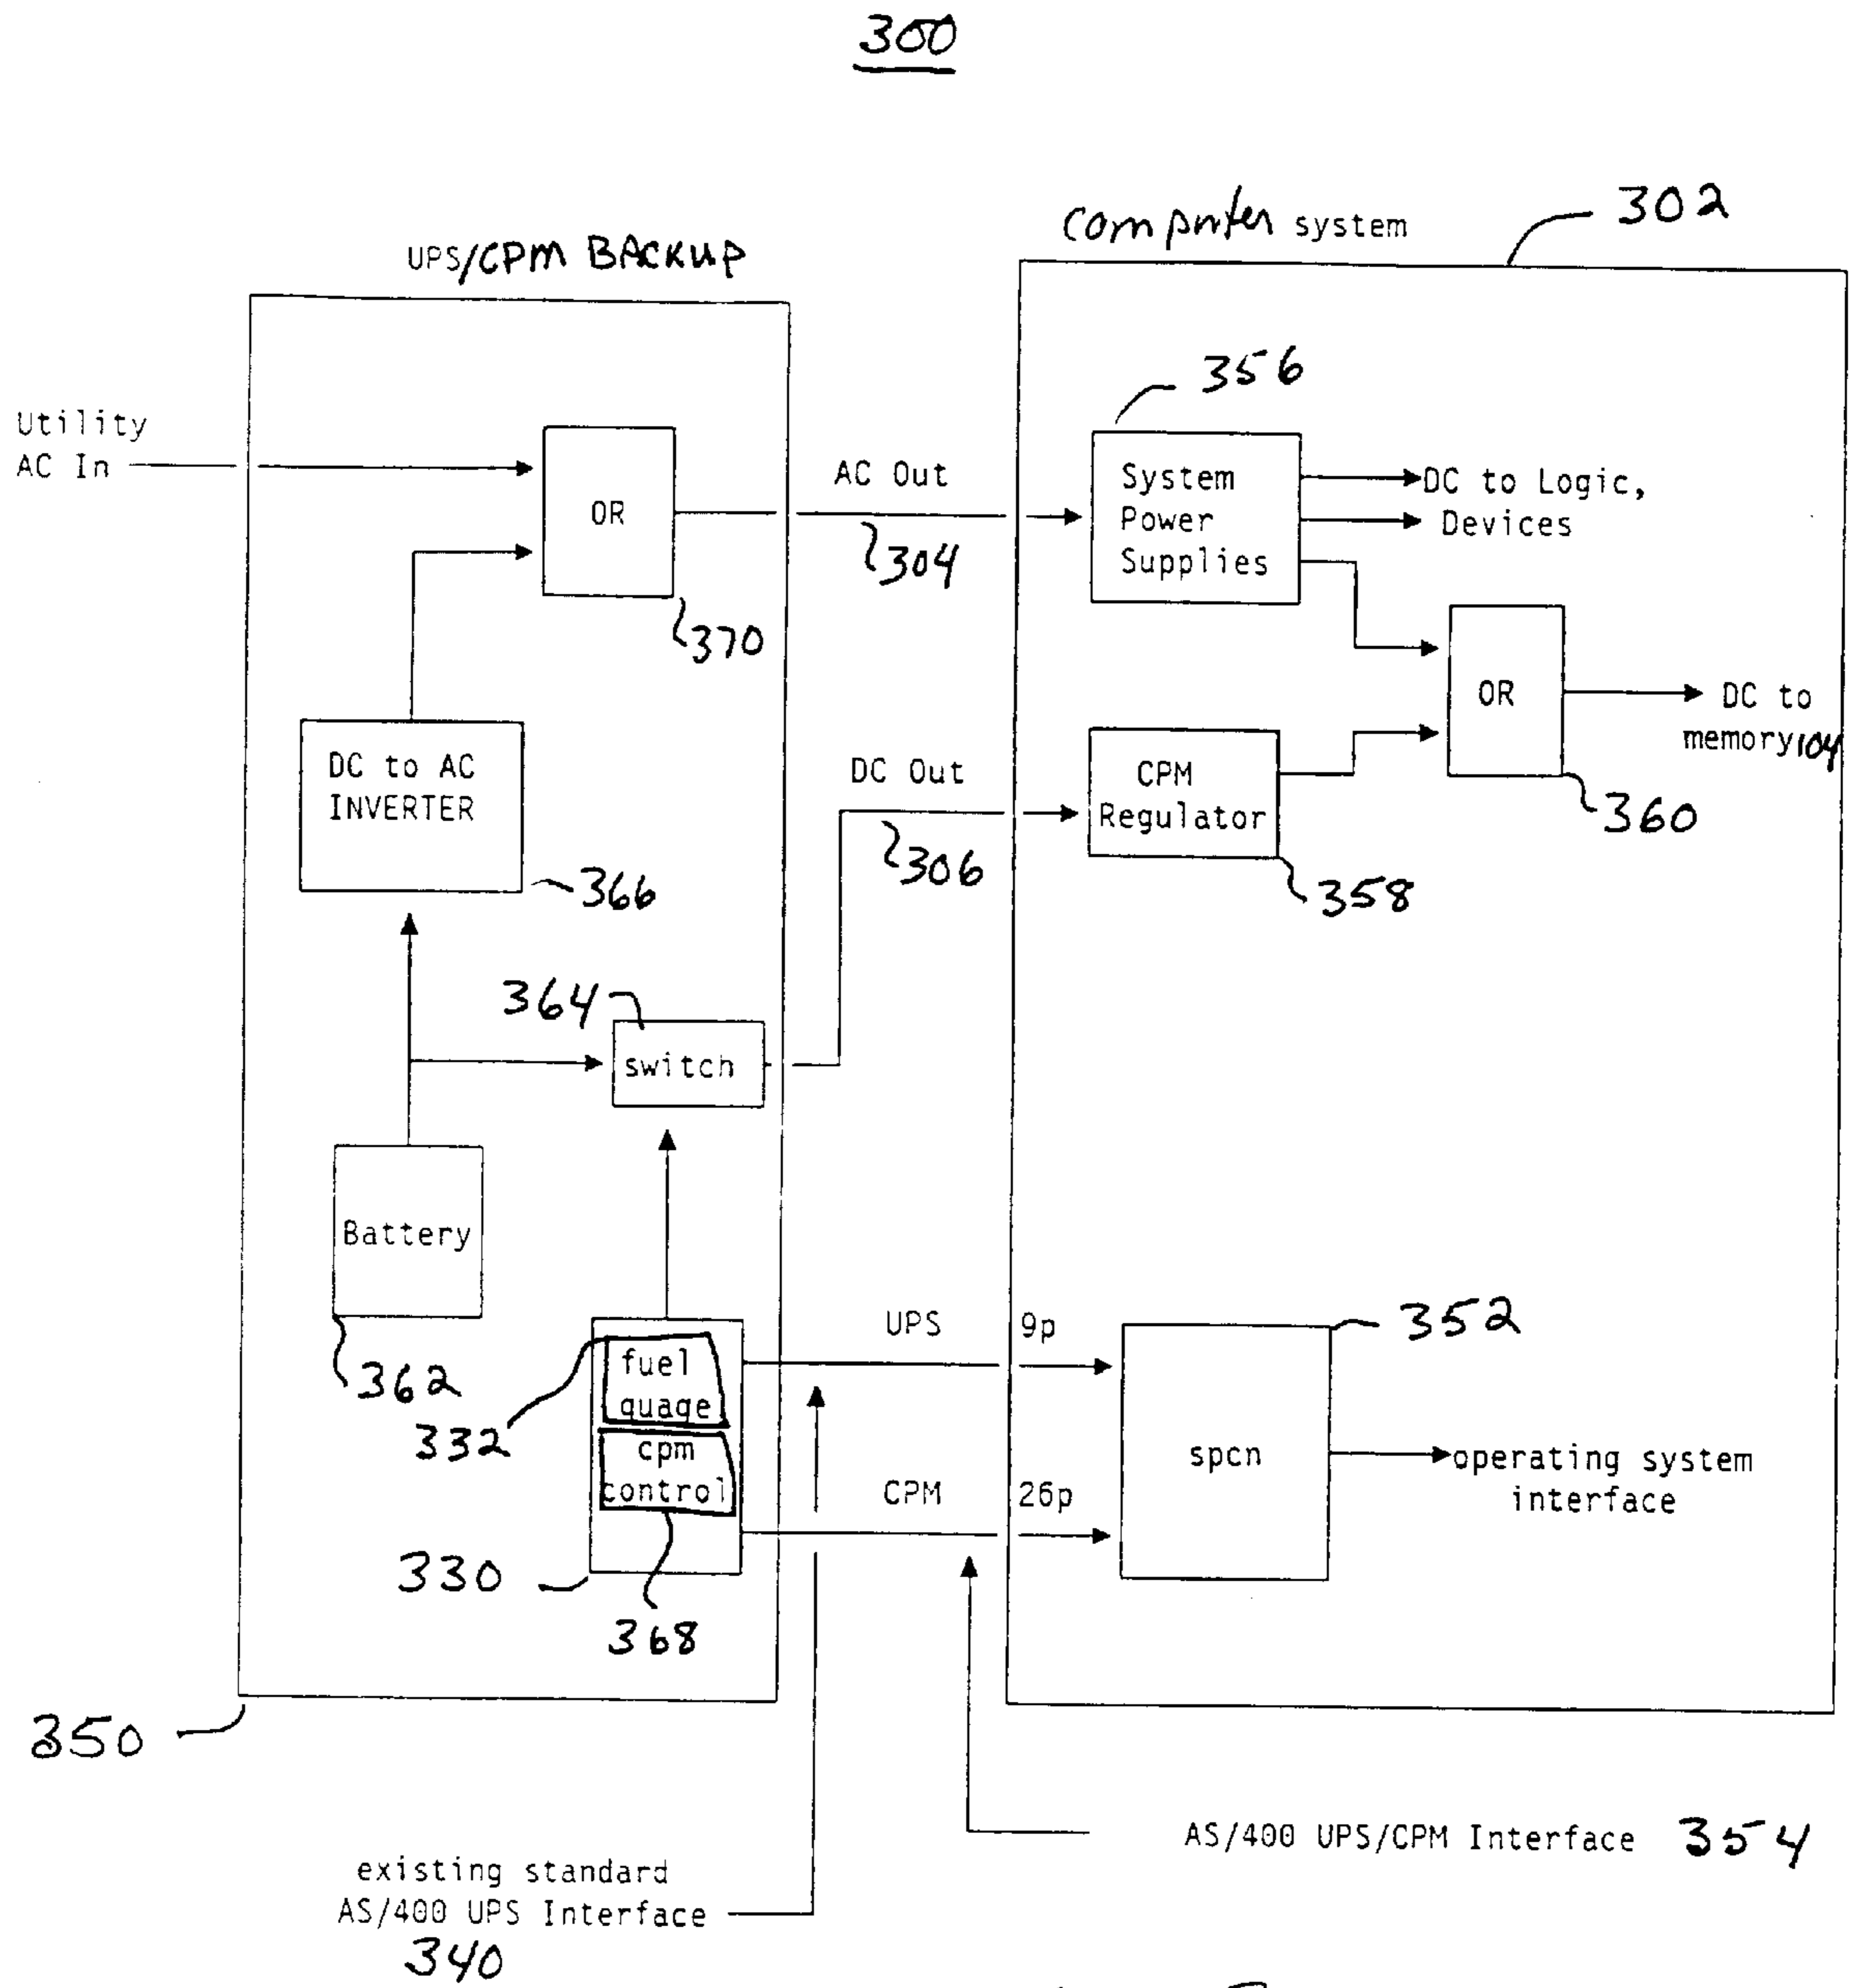 300
UPS/CPM BACKUP
computer system
302
Utility
AC In
OR
370
AC Out
304
356
System
Power
Supplies
DC to Logic,
Devices
OR
360
DC to
memory 104
DC to AC
INVERTER
366
DC Out
306
CPM
Regulator
358
364
switch
Battery
362
fuel
quage
332
cpm
control
330
368
UPS
9p
CPM
26p
352
spcn
operating system
interface
350
AS/400 UPS/CPM Interface 354
existing standard
AS/400 UPS Interface
340